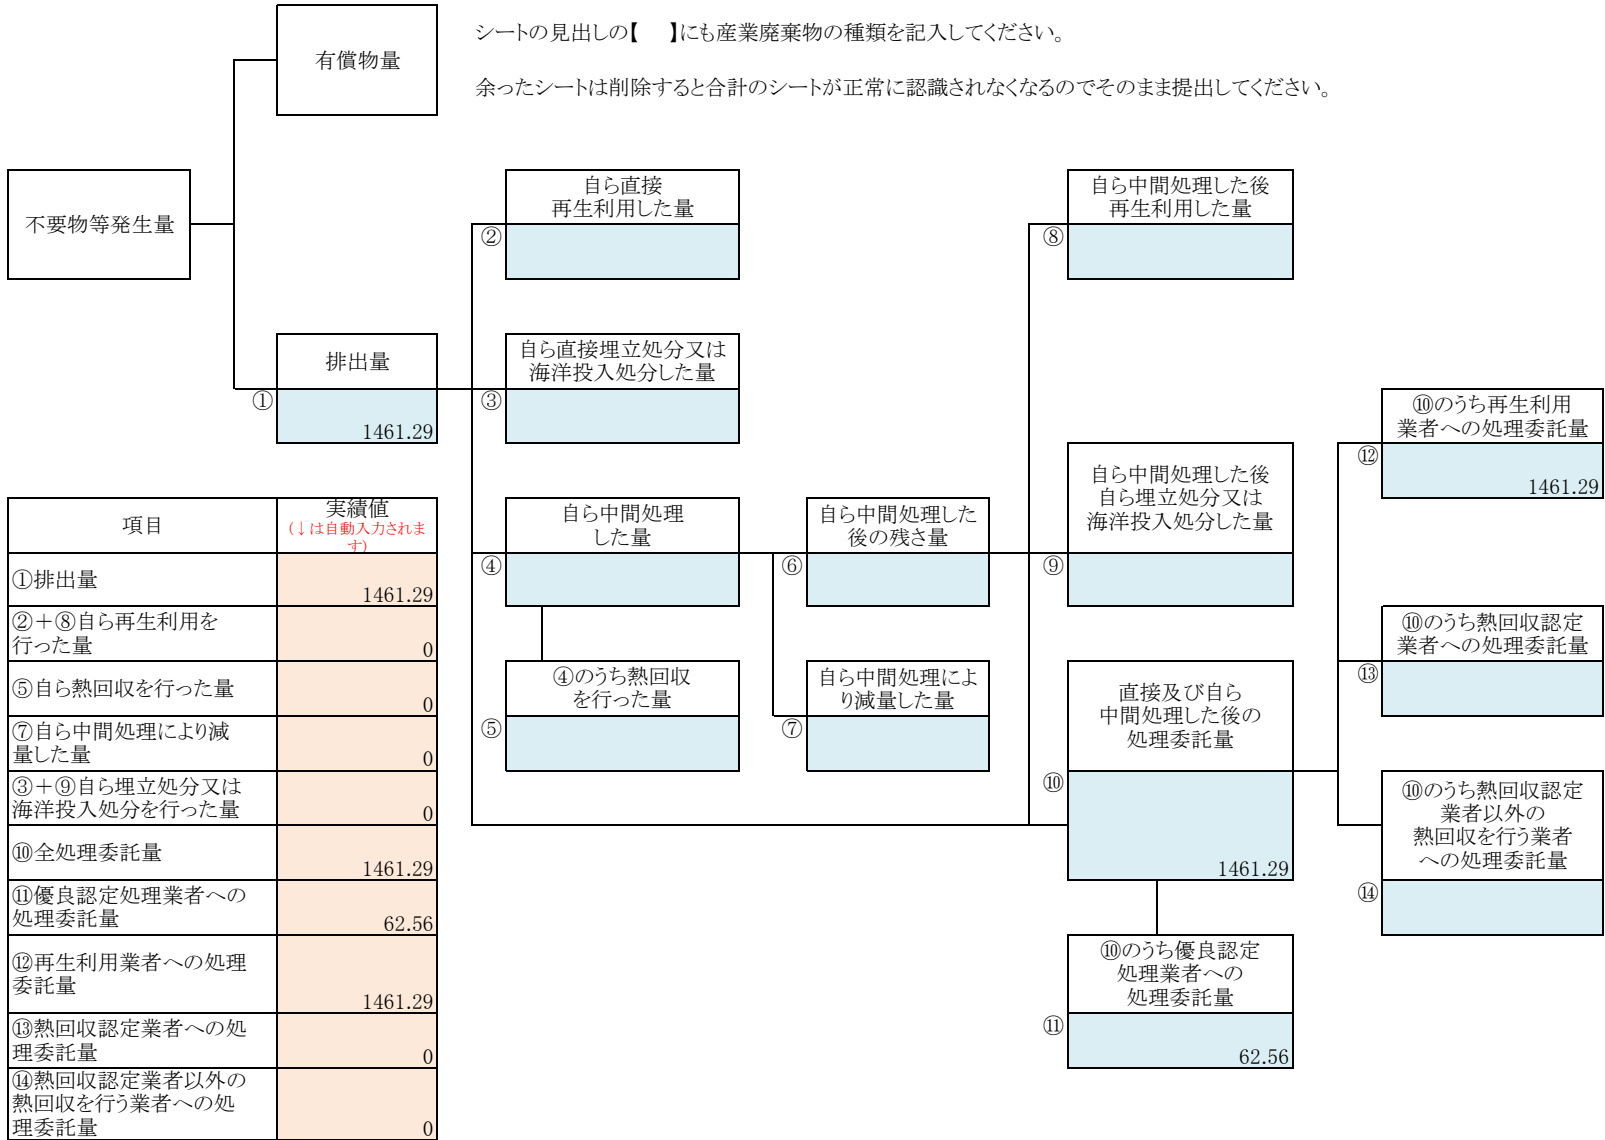 シートの見出しの【　】にも産業廃棄物の種類を記入してください。
有償物量
余ったシートは削除すると合計のシートが正常に認識されなくなるのでそのまま提出してください。
不要物等発生量
自ら直接
再生利用した量
②
自ら中間処理した後
再生利用した量
⑧
排出量
①
1461.29
自ら直接埋立処分又は
海洋投入処分した量
③
⑩のうち再生利用
業者への処理委託量
⑫
1461.29
自ら中間処理
した量
④
自ら中間処理した
後の残さ量
⑥
自ら中間処理した後
自ら埋立処分又は
海洋投入処分した量
⑨
⑩のうち熱回収認定
業者への処理委託量
⑬
④のうち熱回収
を行った量
⑤
自ら中間処理によ
り減量した量
⑦
直接及び自ら
中間処理した後の
処理委託量
⑩
1461.29
⑩のうち熱回収認定
業者以外の
熱回収を行う業者
への処理委託量
⑭
⑩のうち優良認定
処理業者への
処理委託量
⑪
62.56
項目
実績値
(↓は自動入力されま
す)
①排出量
1461.29
②＋⑧自ら再生利用を
行った量
0
⑤自ら熱回収を行った量
0
⑦自ら中間処理により減
量した量
0
③＋⑨自ら埋立処分又は
海洋投入処分を行った量
0
⑩全処理委託量
1461.29
⑪優良認定処理業者への
処理委託量
62.56
⑫再生利用業者への処理
委託量
1461.29
⑬熱回収認定業者への処
理委託量
0
⑭熱回収認定業者以外の
熱回収を行う業者への処
理委託量
0